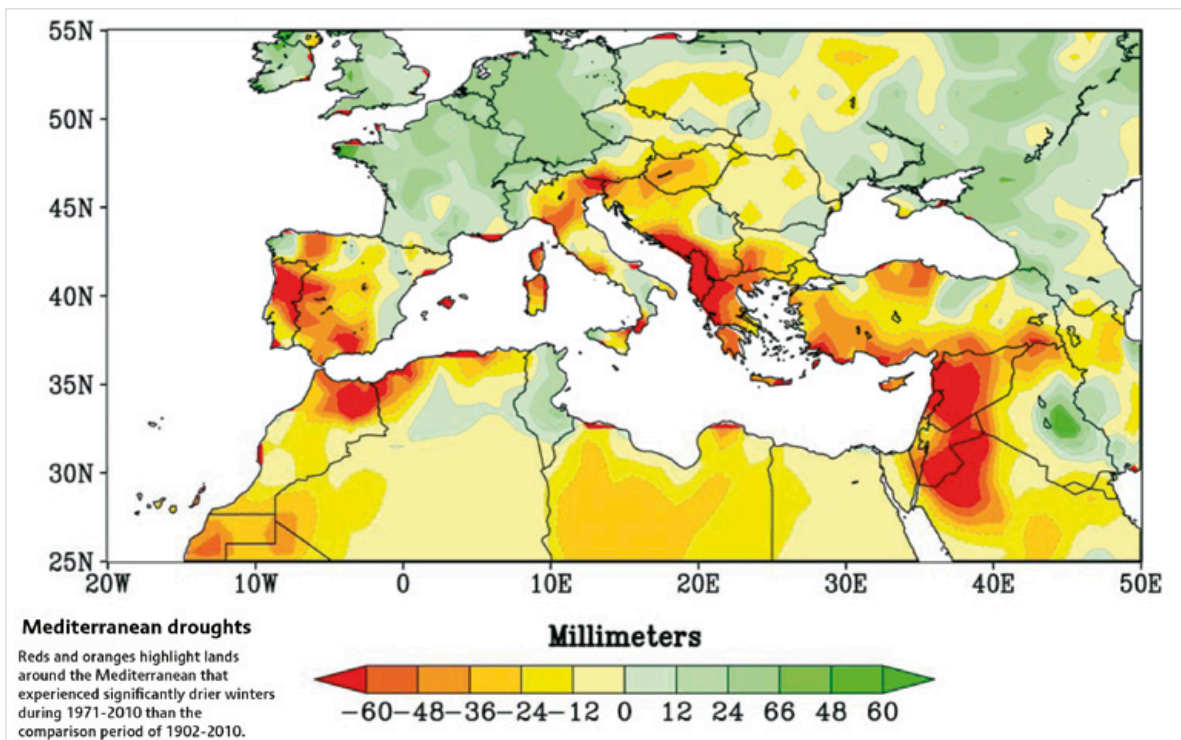 55N
50N
45N
40N
35N
30N
25N
20W 10W 0 10E 20E 30E 40E 50E
Mediterranean droughts
Reds and oranges highlight lands
around the Mediterranean that
experienced significantly drier winters
during 1971-2010 than the
comparison period of 1902-2010.
Millimeters
-60 -48 -36 -24 -12 0 12 24 66 48 60